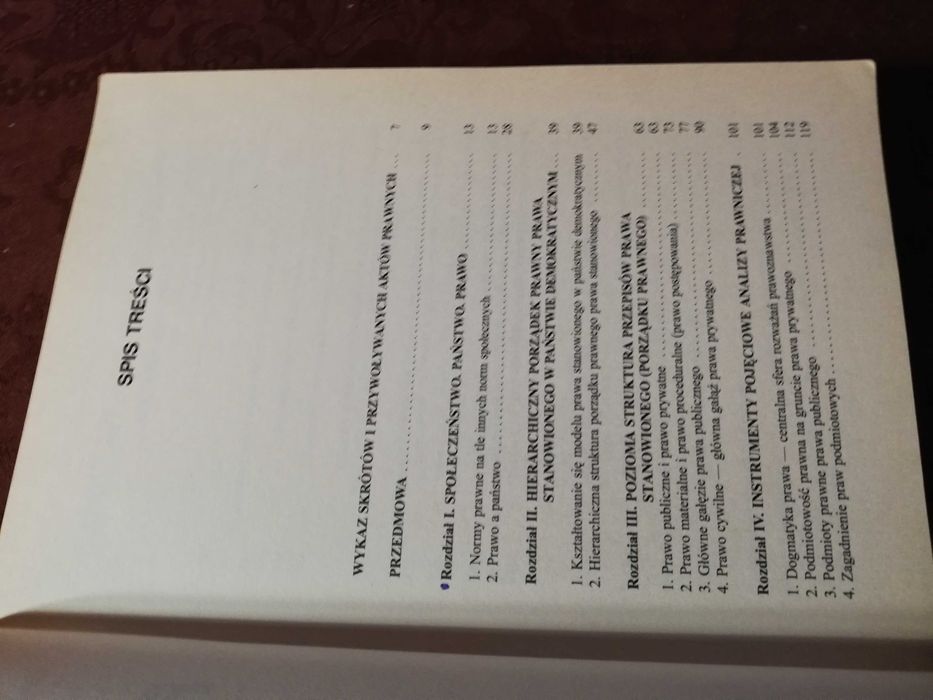 SPIS TREŚCI
WYKAZ SKRÓTÓW I PRZYWOŁYWANYCH AKTÓW PRAWNYCH ... 7
PRZEDMOWA ........................ 9
Rozdział I. SPOŁECZEŃSTWO. PAŃSTWO. PRAWO ............... 13
1. Normy prawne na tle innych norm społecznych ............... 13
2. Prawo a państwo ............... 28
Rozdział II. HIERARCHICZNY PORZĄDEK PRAWNY PRAWA
STANOWIONEGO W PAŃSTWIE DEMOKRATYCZNYM ... 39
1. Kształtowanie się modelu prawa stanowionego w państwie demokratycznym 39
2. Hierarchiczna struktura porządku prawnego prawa stanowionego ......... 47
Rozdział III. POZIOMA STRUKTURA PRZEPISÓW PRAWA
STANOWIONEGO (PORZĄDKU PRAWNEGO) .......... 63
1. Prawo publiczne i prawo prywatne ............... 63
2. Prawo materialne i prawo proceduralne (prawo postępowania) ......... 73
3. Główne gałęzie prawa publicznego ............... 77
4. Prawo cywilne — główna gałąź prawa prywatnego ............... 90
Rozdział IV. INSTRUMENTY POJĘCIOWE ANALIZY PRAWNICZEJ . 101
1. Dogmatyka prawa — centralna sfera rozważań prawoznawstwa ......... 101
2. Podmiotowość prawna na gruncie prawa prywatnego ............... 104
3. Podmioty prawne prawa publicznego ............... 112
4. Zagadnienie praw podmiotowych ............... 119